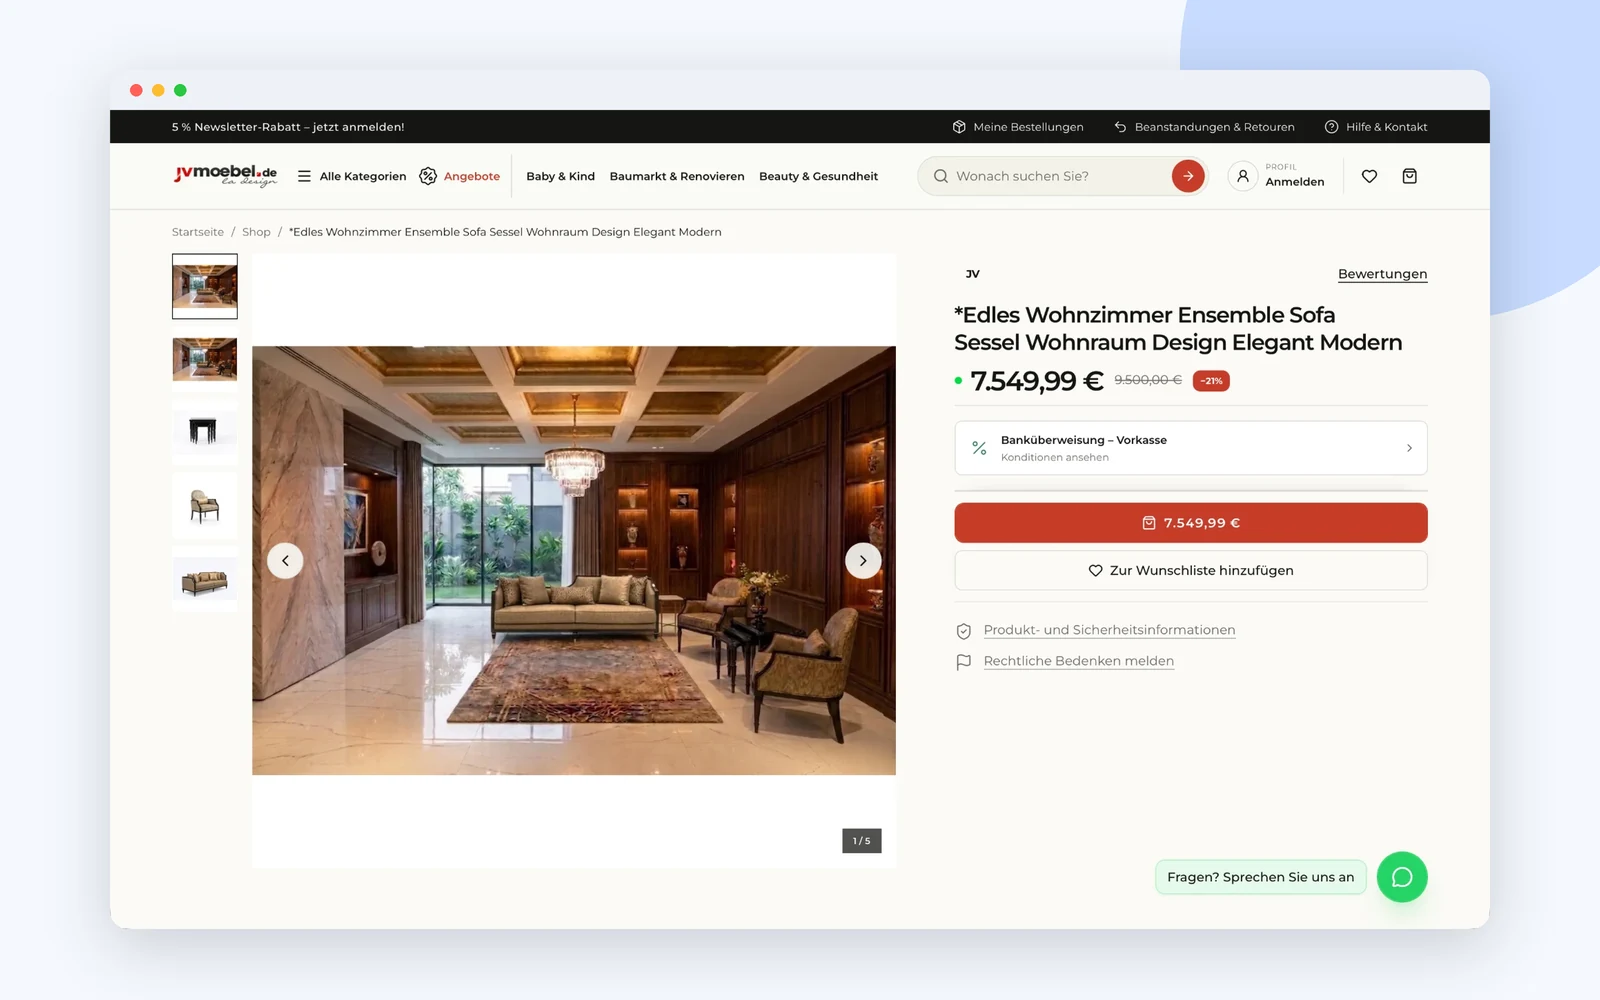 5 % Newsletter-Rabatt – jetzt anmelden!
Meine Bestellungen
Beanstandungen & Retouren
Hilfe & Kontakt
jvmoebel.de
la design
Alle Kategorien
Angebote
Baby & Kind
Baumarkt & Renovieren
Beauty & Gesundheit
Wonach suchen Sie?
PROFIL
Anmelden
Startseite / Shop / *Edles Wohnzimmer Ensemble Sofa Sessel Wohnraum Design Elegant Modern
JV
Bewertungen
*Edles Wohnzimmer Ensemble Sofa
Sessel Wohnraum Design Elegant Modern
7.549,99 € 9.500,00 € −21%
Banküberweisung – Vorkasse
Konditionen ansehen
7.549,99 €
Zur Wunschliste hinzufügen
Produkt- und Sicherheitsinformationen
Rechtliche Bedenken melden
1 / 5
Fragen? Sprechen Sie uns an